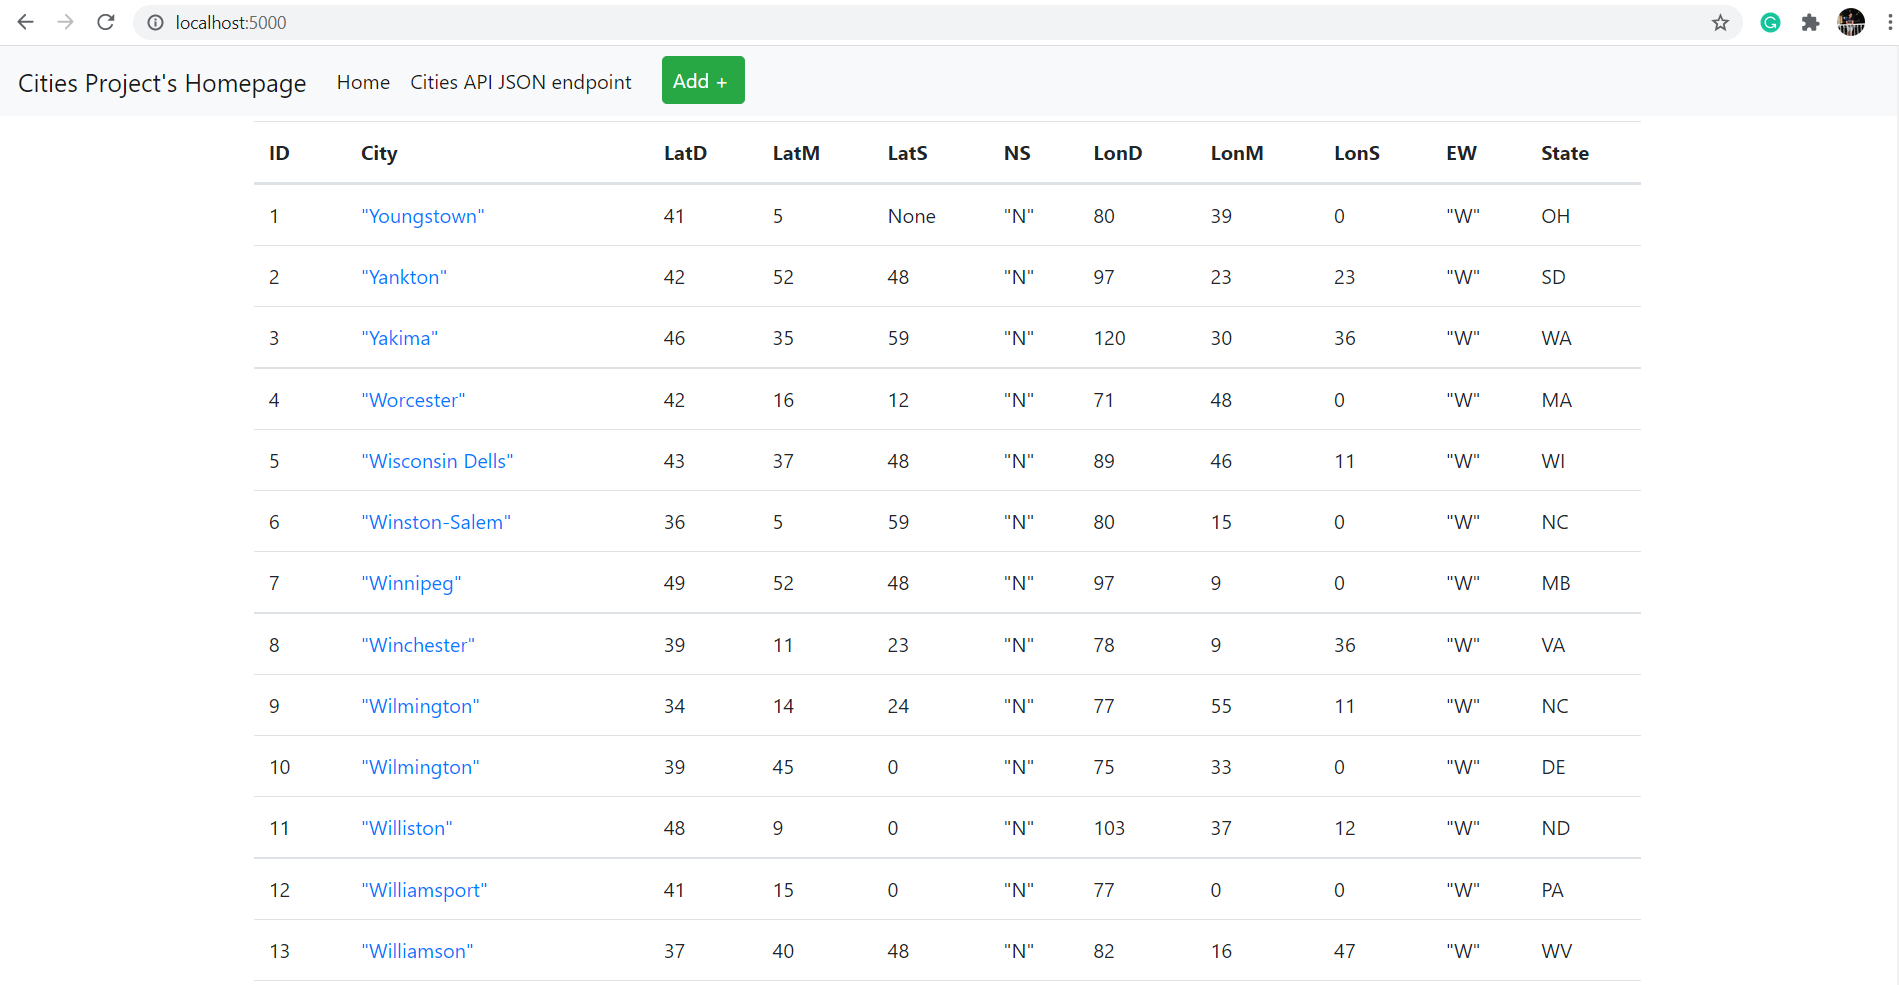 localhost:5000
Cities Project's Homepage Home Cities API JSON endpoint Add +
ID City LatD LatM LatS NS LonD LonM LonS EW State
1 "Youngstown" 41 5 None "N" 80 39 0 "W" OH
2 "Yankton" 42 52 48 "N" 97 23 23 "W" SD
3 "Yakima" 46 35 59 "N" 120 30 36 "W" WA
4 "Worcester" 42 16 12 "N" 71 48 0 "W" MA
5 "Wisconsin Dells" 43 37 48 "N" 89 46 11 "W" WI
6 "Winston-Salem" 36 5 59 "N" 80 15 0 "W" NC
7 "Winnipeg" 49 52 48 "N" 97 9 0 "W" MB
8 "Winchester" 39 11 23 "N" 78 9 36 "W" VA
9 "Wilmington" 34 14 24 "N" 77 55 11 "W" NC
10 "Wilmington" 39 45 0 "N" 75 33 0 "W" DE
11 "Williston" 48 9 0 "N" 103 37 12 "W" ND
12 "Williamsport" 41 15 0 "N" 77 0 0 "W" PA
13 "Williamson" 37 40 48 "N" 82 16 47 "W" WV